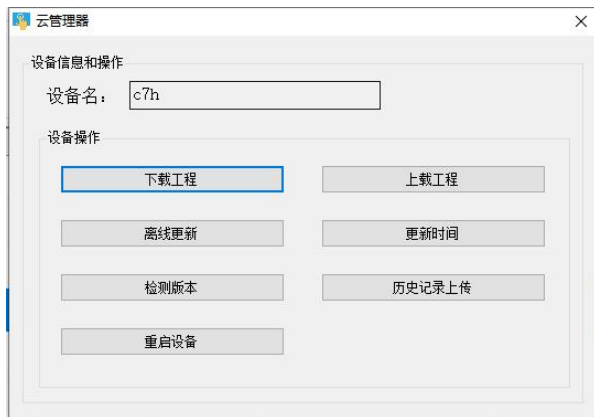 云管理器
设备信息和操作
设备名： c7h
设备操作
下载工程 上载工程
离线更新 更新时间
检测版本 历史记录上传
重启设备